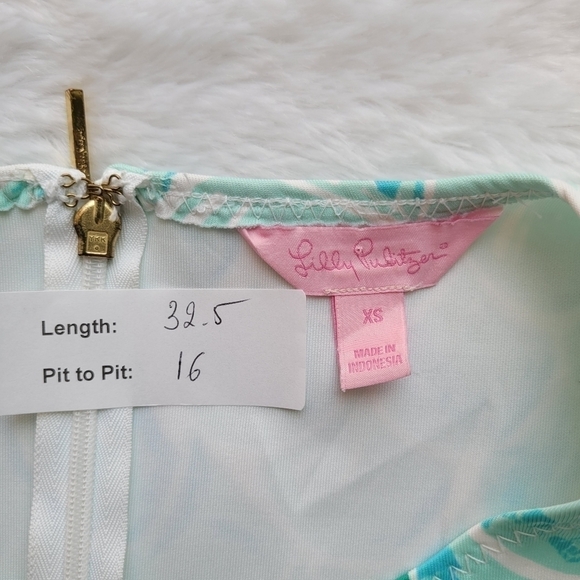 Lilly Pulitzer®
XS
MADE IN
INDONESIA
Length: 32.5
Pit to Pit: 16